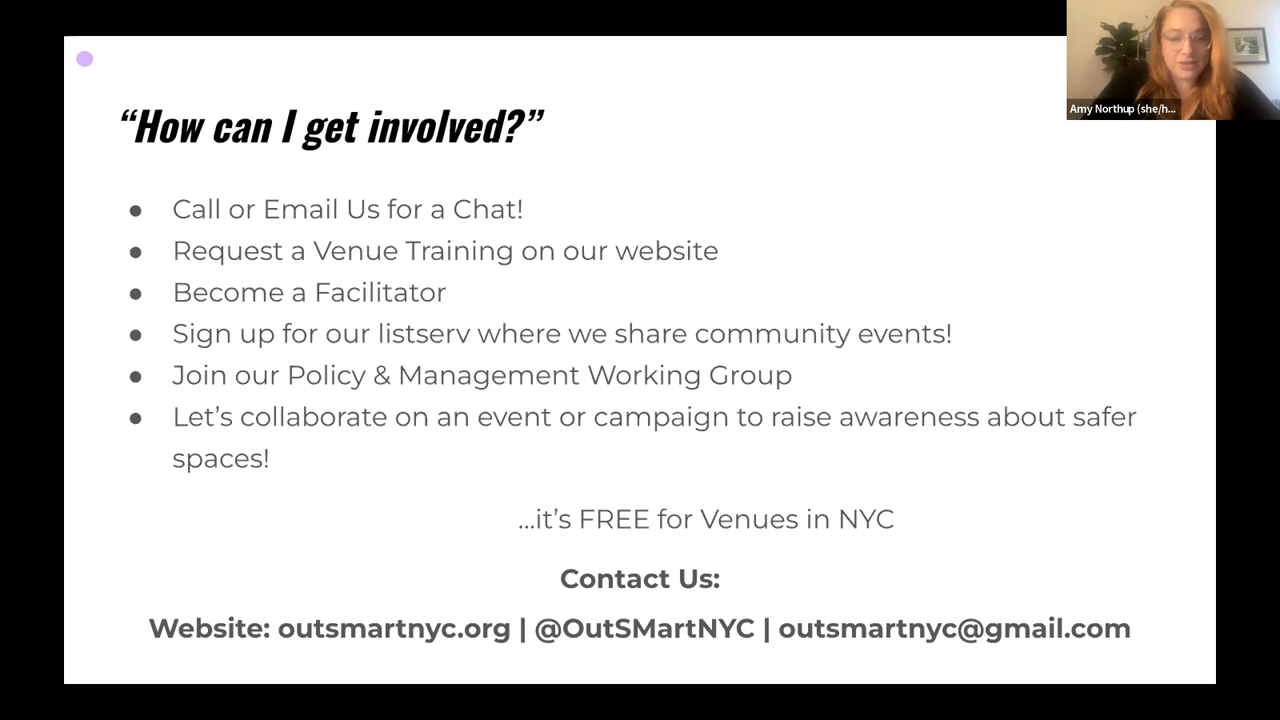 “How can I get involved?”
Amy Northup (she/h...
● Call or Email Us for a Chat!
● Request a Venue Training on our website
● Become a Facilitator
● Sign up for our listserv where we share community events!
● Join our Policy & Management Working Group
● Let’s collaborate on an event or campaign to raise awareness about safer
spaces!
...it’s FREE for Venues in NYC
Contact Us:
Website: outsmartnyc.org | @OutSMartNYC | outsmartnyc@gmail.com